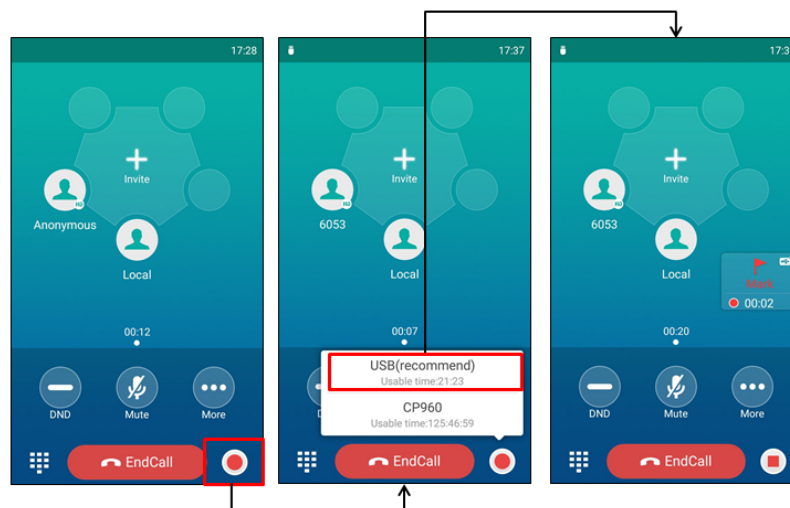 17:28
Invite
Anonymous
Local
00:12
DND
Mute
More
EndCall
17:37
Invite
6053
Local
00:07
USB(recommend)
Usable time:21:23
CP960
Usable time:125:46:59
EndCall
Invite
6053
Local
Mark
00:02
00:20
DND
Mute
More
EndCall